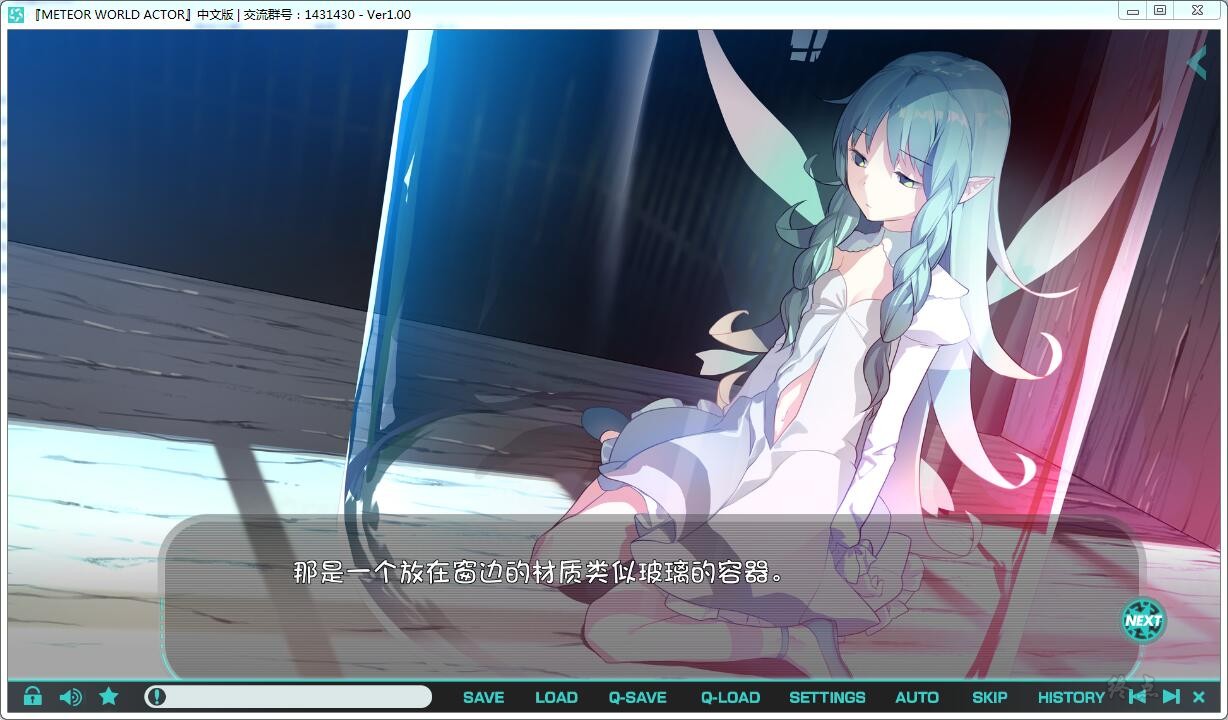 『METEOR WORLD ACTOR』中文版 | 交流群号：1431430 - Ver1.00
那是一个放在窗边的材质类似玻璃的容器。
NEXT
SAVE LOAD Q-SAVE Q-LOAD SETTINGS AUTO SKIP HISTORY